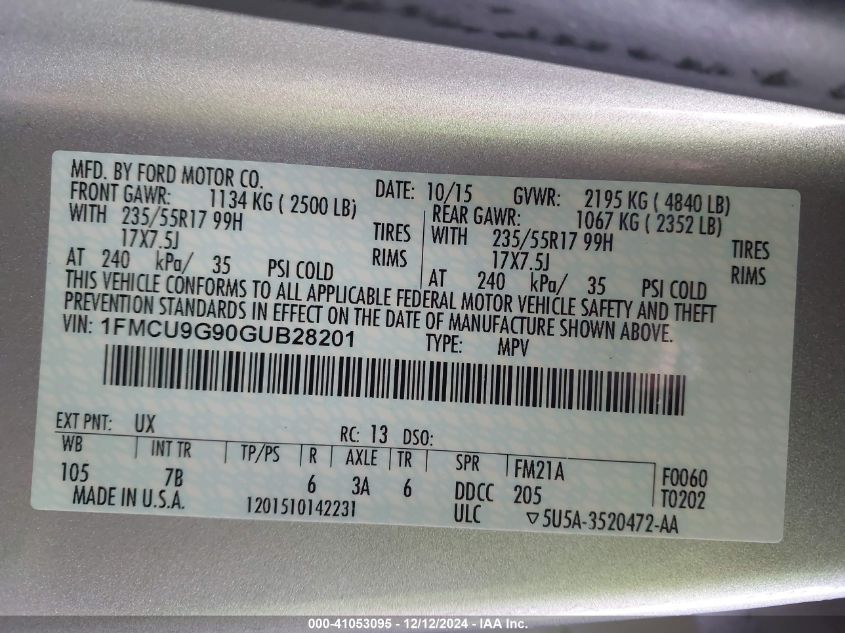 MFD. BY FORD MOTOR CO.
DATE: 10/15 GVWR: 2195 KG ( 4840 LB)
FRONT GAWR: 1134 KG ( 2500 LB) REAR GAWR: 1067 KG ( 2352 LB)
WITH 235/55R17 99H TIRES WITH 235/55R17 99H TIRES
17X7.5J RIMS 17X7.5J RIMS
AT 240 kPa/ 35 PSI COLD AT 240 kPa/ 35 PSI COLD
THIS VEHICLE CONFORMS TO ALL APPLICABLE FEDERAL MOTOR VEHICLE SAFETY AND THEFT
PREVENTION STANDARDS IN EFFECT ON THE DATE OF MANUFACTURE SHOWN ABOVE.
VIN: 1FMCU9G90GUB28201 TYPE: MPV
EXT PNT: UX RC: 13 DSO:
WB INT TR TP/PS R AXLE TR SPR FM21A F0060
105 7B 6 3A 6 DDCC 205 T0202
MADE IN U.S.A. 1201510142231 ULC ▽5U5A-3520472-AA
000-41053095 - 12/12/2024 - IAA Inc.